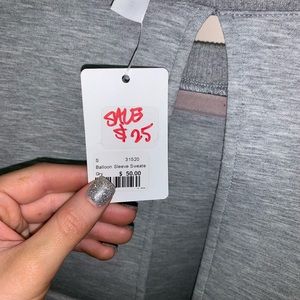 SALE
$25
S 31520
Balloon Sleeve Sweate
Gry $ 50.00